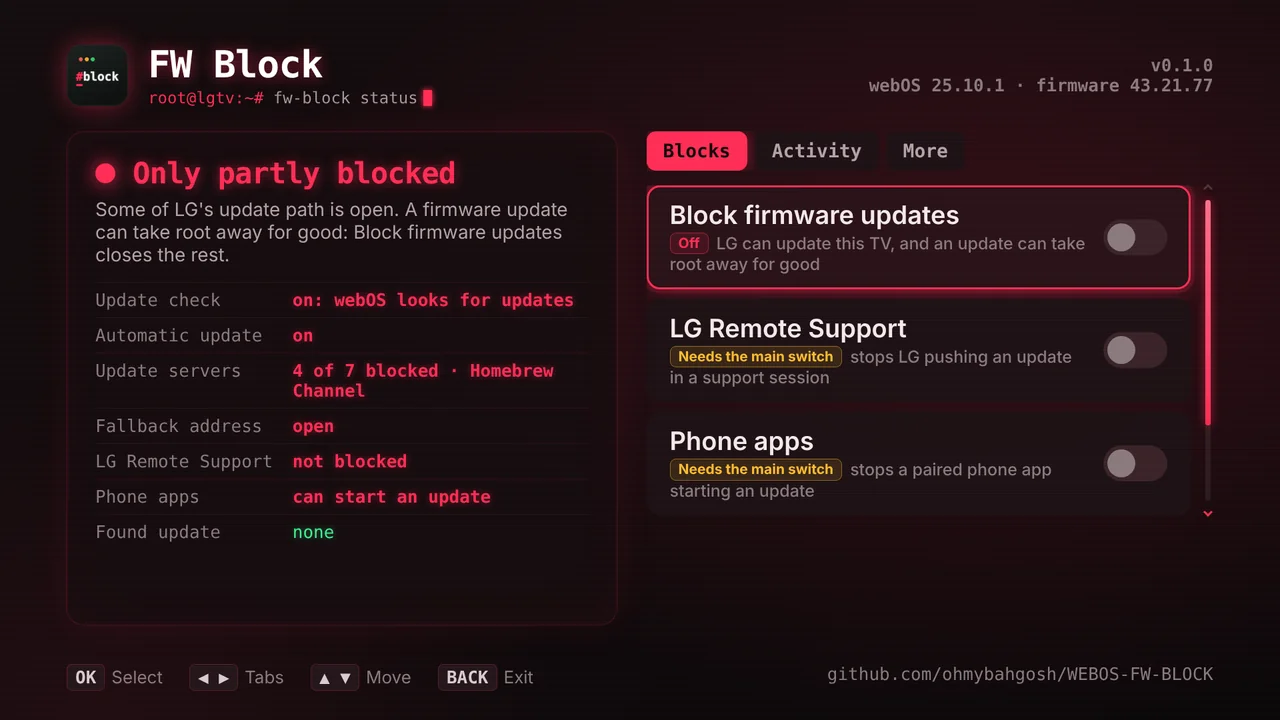 #block
FW Block
root@lgtv:~# fw-block status
v0.1.0
webOS 25.10.1 · firmware 43.21.77
Only partly blocked
Some of LG's update path is open. A firmware update
can take root away for good: Block firmware updates
closes the rest.
Update check on: webOS looks for updates
Automatic update on
Update servers 4 of 7 blocked · Homebrew
Channel
Fallback address open
LG Remote Support not blocked
Phone apps can start an update
Found update none
Blocks Activity More
Block firmware updates
Off LG can update this TV, and an update can take
root away for good
LG Remote Support
Needs the main switch stops LG pushing an update
in a support session
Phone apps
Needs the main switch stops a paired phone app
starting an update
OK Select ◀ ▶ Tabs ▲ ▼ Move BACK Exit
github.com/ohmybahgosh/WEBOS-FW-BLOCK